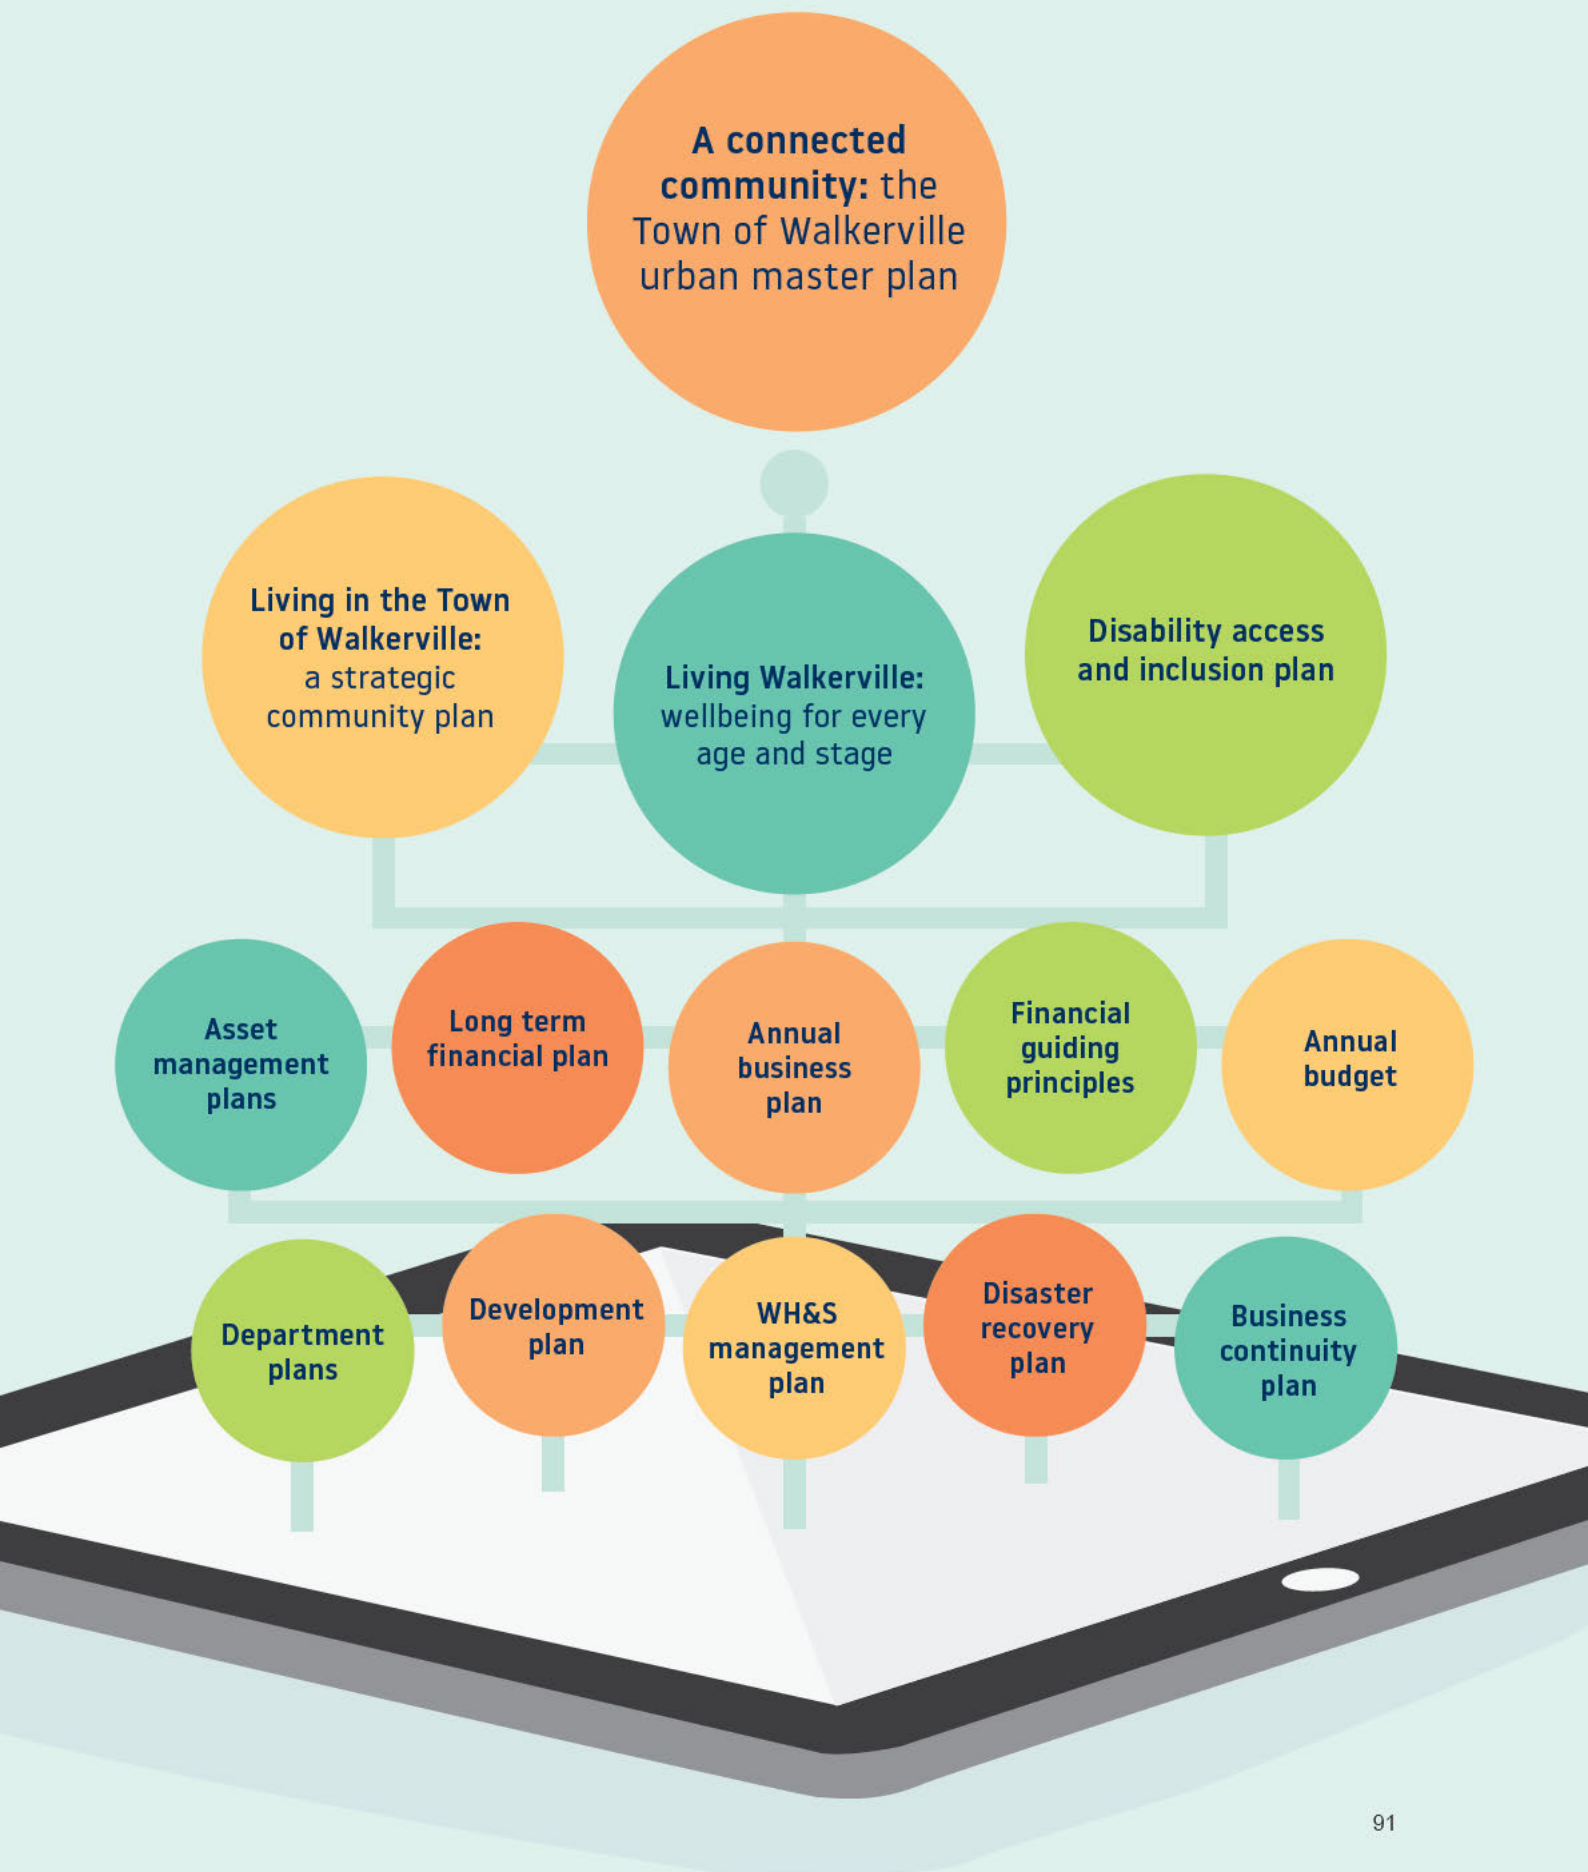 A connected
community: the
Town of Walkerville
urban master plan
Living in the Town
of Walkerville:
a strategic
community plan
Living Walkerville:
wellbeing for every
age and stage
Disability access
and inclusion plan
Asset
management
plans
Long term
financial plan
Annual
business
plan
Financial
guiding
principles
Annual
budget
Department
plans
Development
plan
WH&S
management
plan
Disaster
recovery
plan
Business
continuity
plan
91